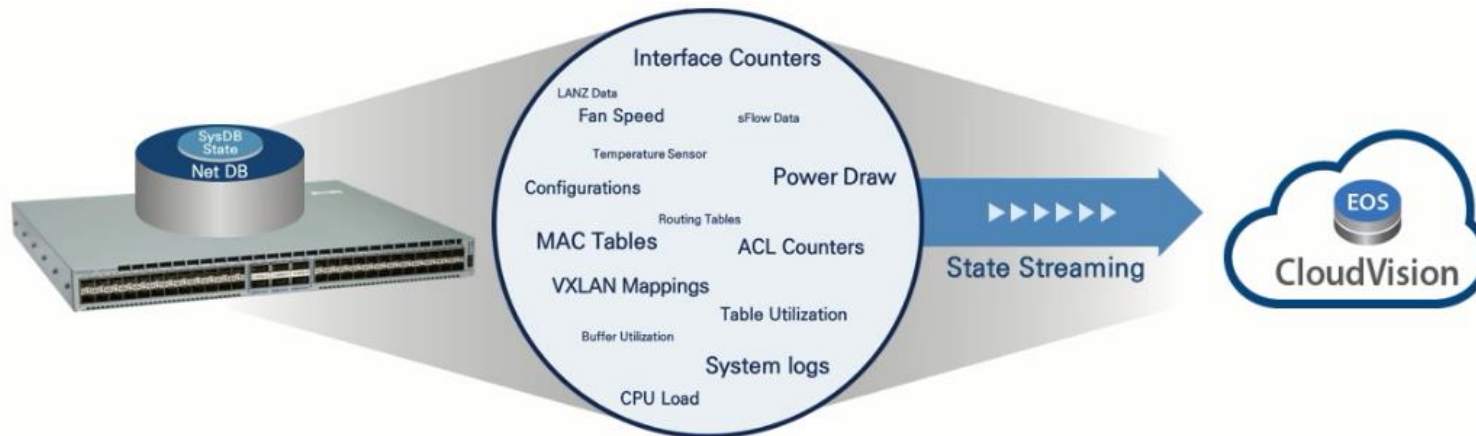 SysDB
State
Net DB
Interface Counters
LANZ Data
Fan Speed
sFlow Data
Temperature Sensor
Configurations
Power Draw
Routing Tables
MAC Tables
ACL Counters
VXLAN Mappings
Table Utilization
Buffer Utilization
System logs
CPU Load
State Streaming
EOS
CloudVision